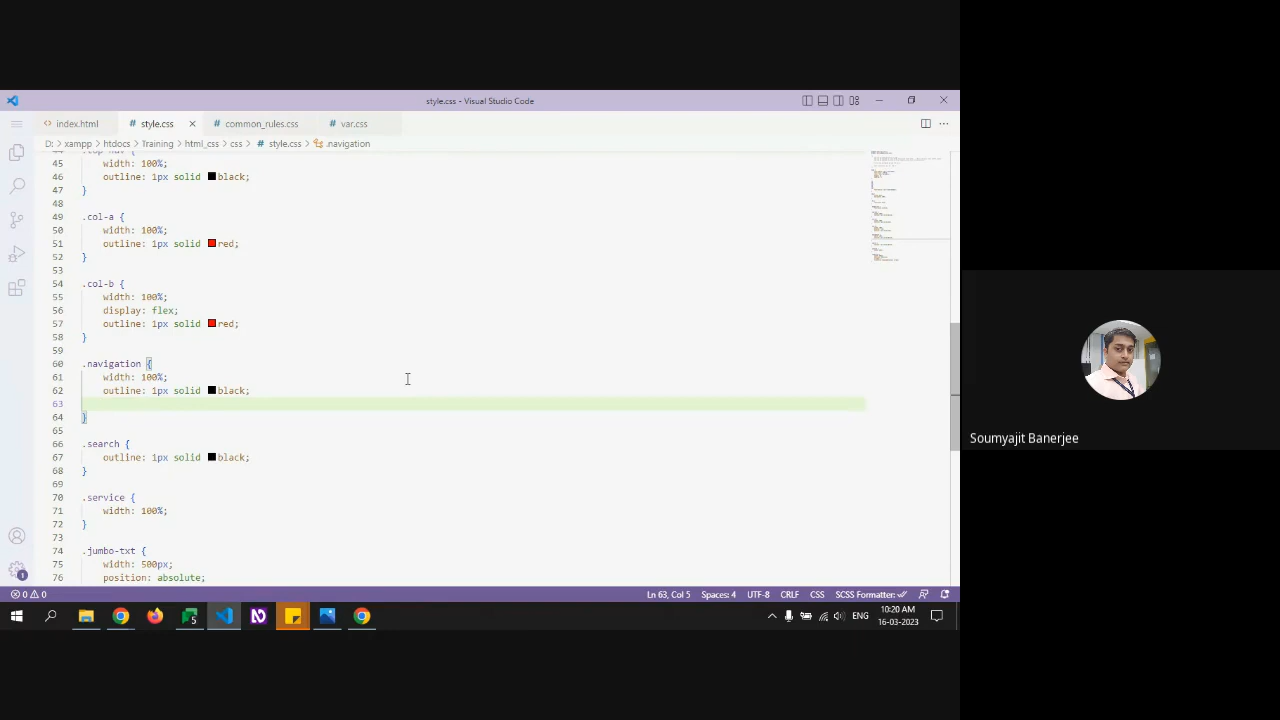 style.css - Visual Studio Code
index.html
style.css
common_rules.css
var.css
D: > xampp > htdocs > Training > html_css > css > style.css > .navigation
44 .top-nav {
45 width: 100%;
46 outline: 1px solid black;
47 }
48
49 .col-a {
50 width: 100%;
51 outline: 1px solid red;
52 }
53
54 .col-b {
55 width: 100%;
56 display: flex;
57 outline: 1px solid red;
58 }
59
60 .navigation {
61 width: 100%;
62 outline: 1px solid black;
63
64 }
65
66 .search {
67 outline: 1px solid black;
68 }
69
70 .service {
71 width: 100%;
72 }
73
74 .jumbo-txt {
75 width: 500px;
76 position: absolute;
Soumyajit Banerjee
0 0 Ln 63, Col 5 Spaces: 4 UTF-8 CRLF CSS SCSS Formatter:
ENG
10:20 AM
16-03-2023